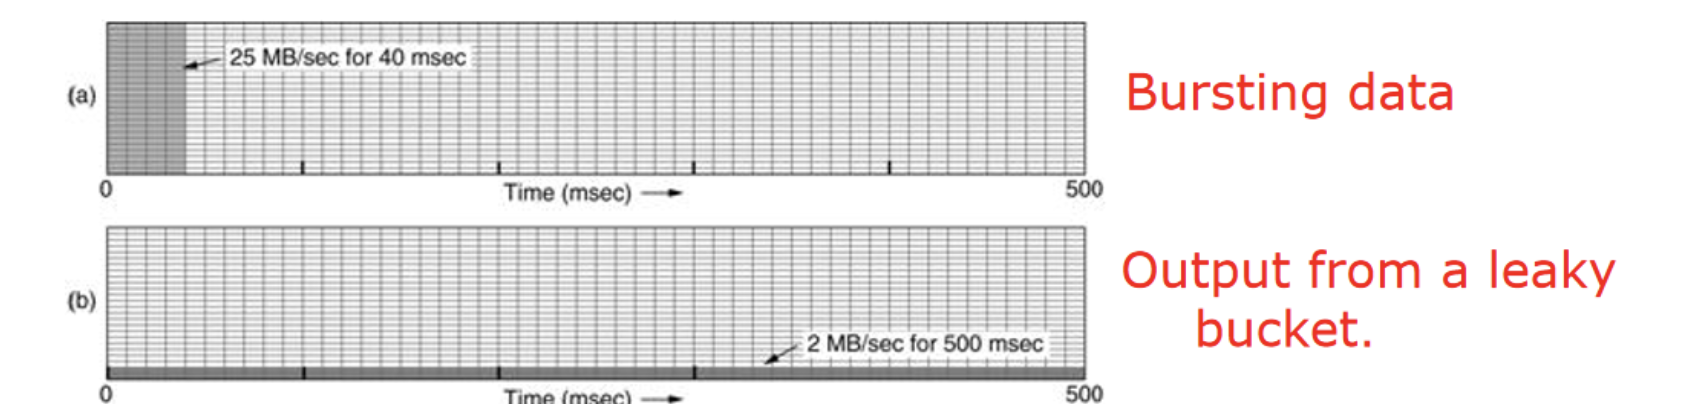 25 MB/sec for 40 msec
(a)
Bursting data
0
Time (msec)
500
(b)
Output from a leaky
bucket.
2 MB/sec for 500 msec
0
Time (msec)
500